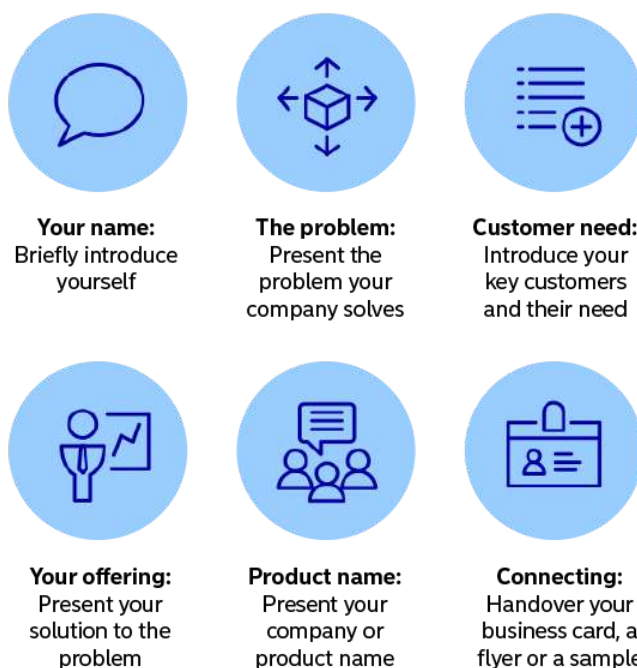 Your name:
Briefly introduce
yourself
The problem:
Present the
problem your
company solves
Customer need:
Introduce your
key customers
and their need
Your offering:
Present your
solution to the
problem
Product name:
Present your
company or
product name
Connecting:
Handover your
business card, a
flyer or a sample